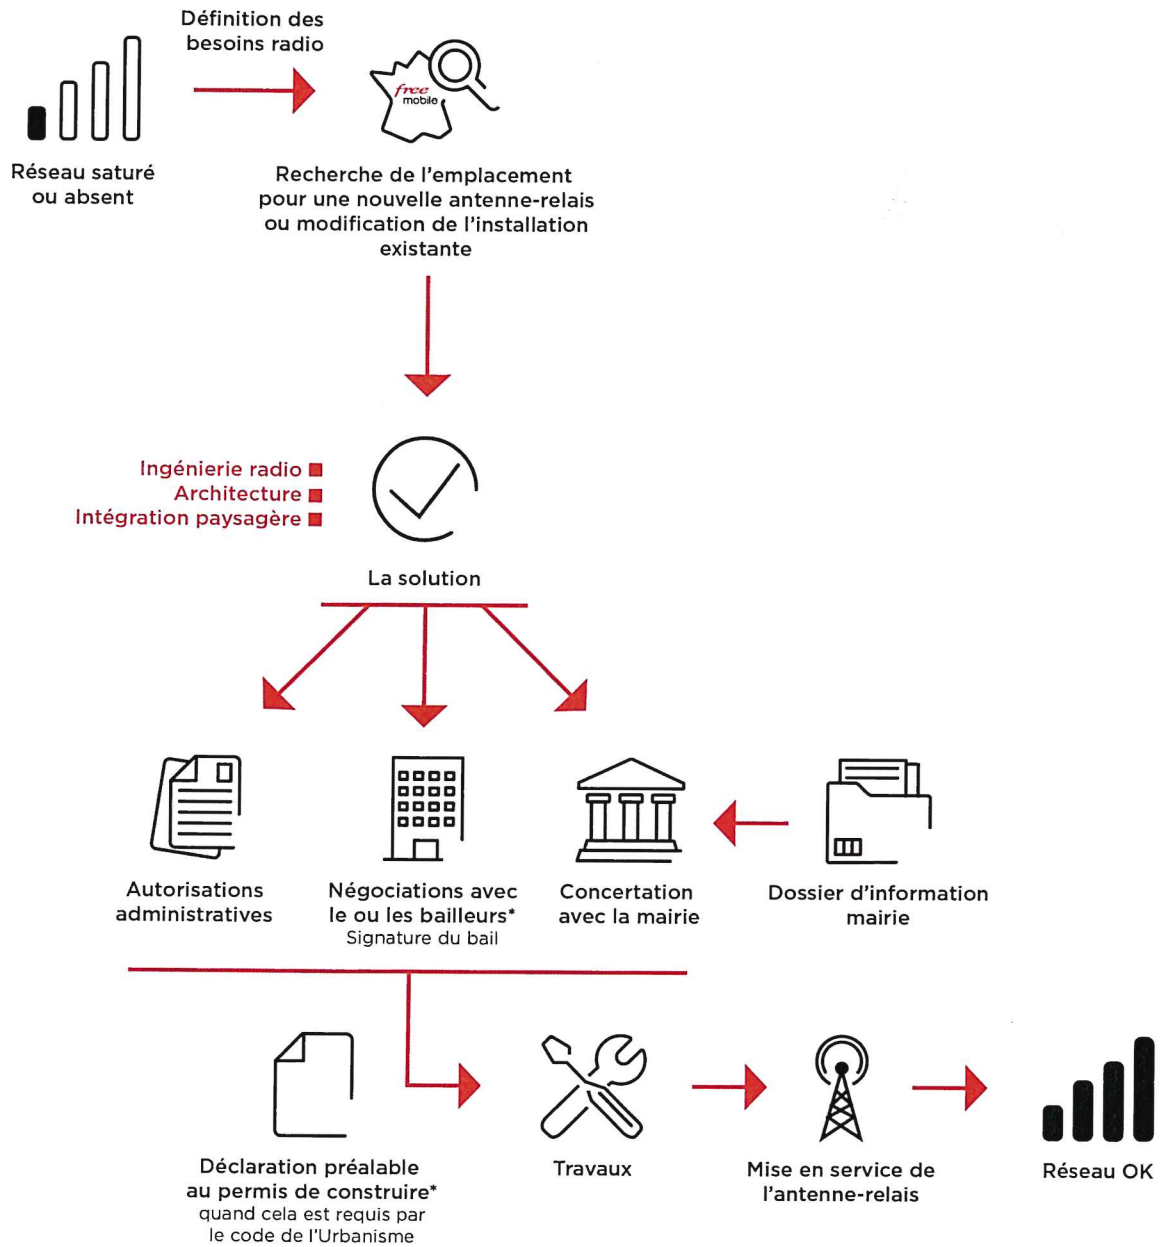 Définition des
besoins radio
free
mobile
Réseau saturé
ou absent
Recherche de l'emplacement
pour une nouvelle antenne-relais
ou modification de l'installation
existante
Ingénierie radio
Architecture
Intégration paysagère
La solution
Autorisations
administratives
Négociations avec
le ou les bailleurs*
Signature du bail
Concertation
avec la mairie
Dossier d'information
mairie
Déclaration préalable
au permis de construire*
quand cela est requis par
le code de l'Urbanisme
Travaux
Mise en service de
l'antenne-relais
Réseau OK